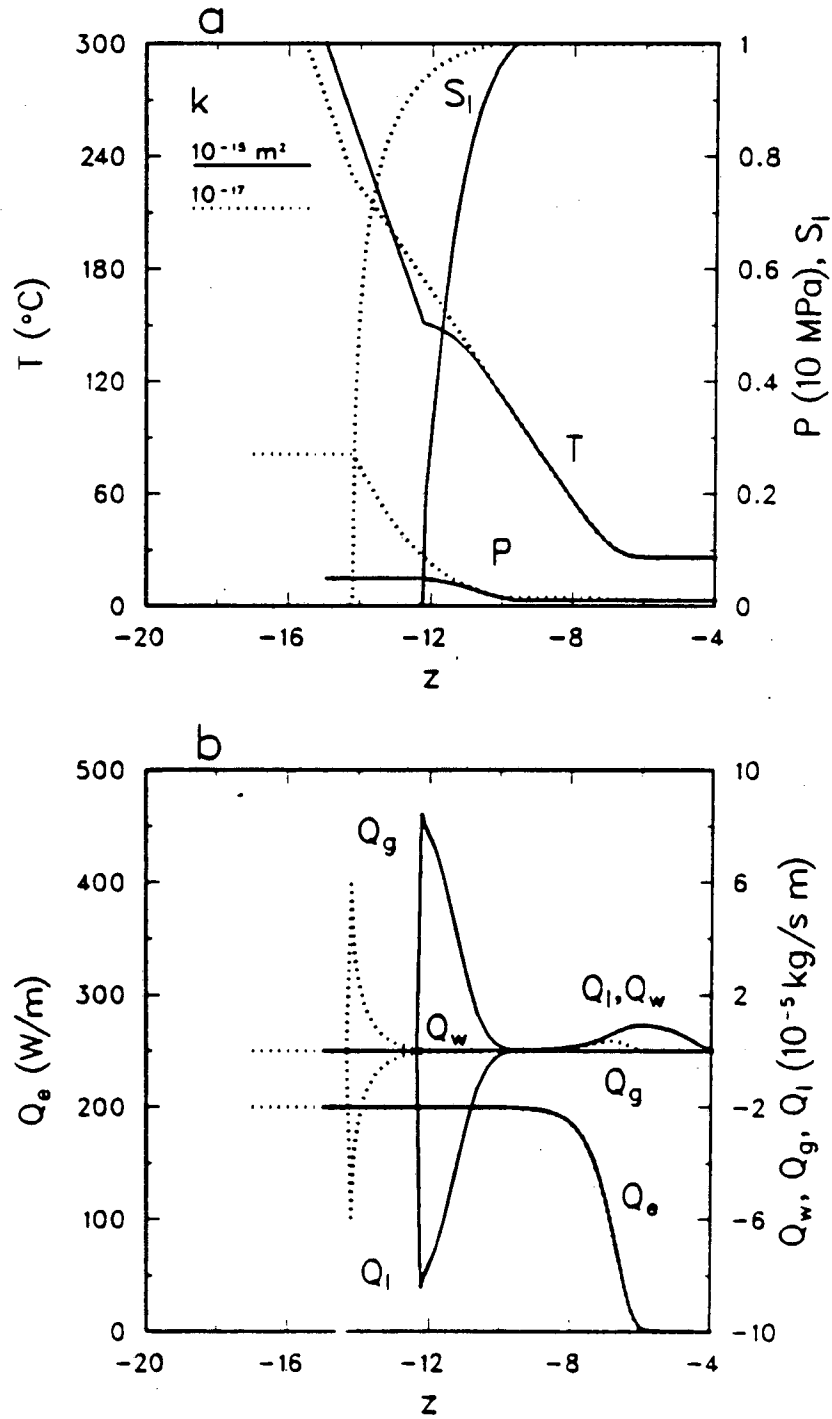 a
300
240
180
120
60
0
T (°C)
k
10⁻¹⁵ m²
10⁻¹⁷
S_l
T
P
1
0.8
0.6
0.4
0.2
0
P (10 MPa), S_l
-20
-16
-12
-8
-4
z
b
500
400
300
200
100
0
Q_e (W/m)
Q_g
Q_w
Q_l, Q_w
Q_g
Q_e
Q_l
10
6
2
-2
-6
-10
Q_w, Q_g, Q_l (10⁻⁵ kg/s m)
-20
-16
-12
-8
-4
z